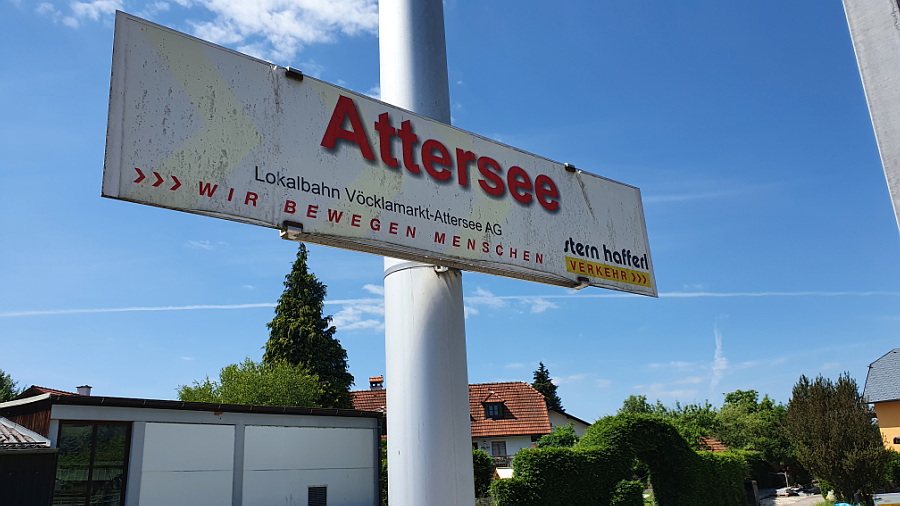 Attersee
Lokalbahn Vöcklamarkt-Attersee AG
>>> WIR BEWEGEN MENSCHEN
stern hafferl
VERKEHR >>>